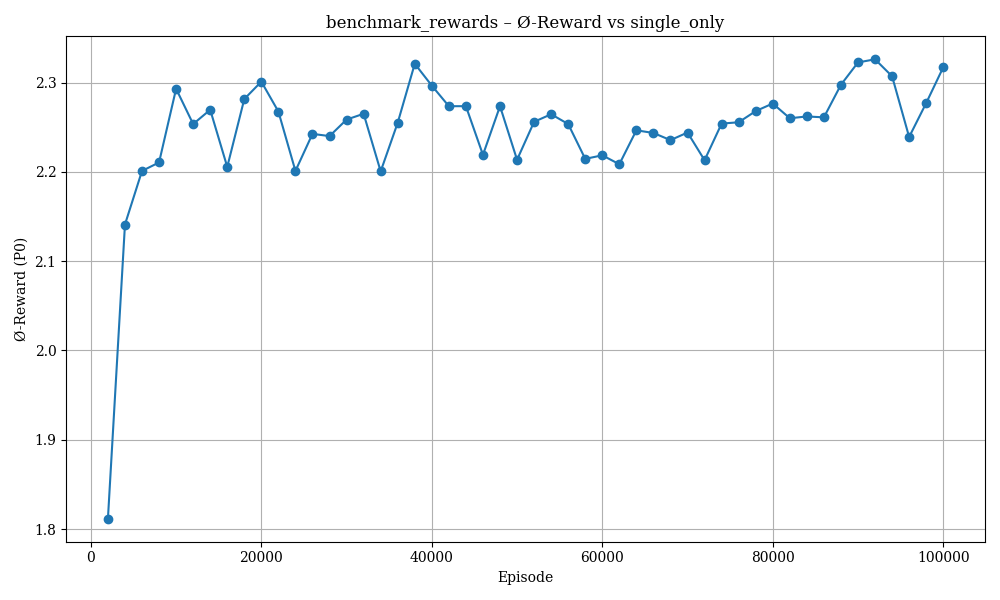 benchmark_rewards – Ø-Reward vs single_only
Ø-Reward (P0)
2.3
2.2
2.1
2.0
1.9
1.8
0 20000 40000 60000 80000 100000
Episode